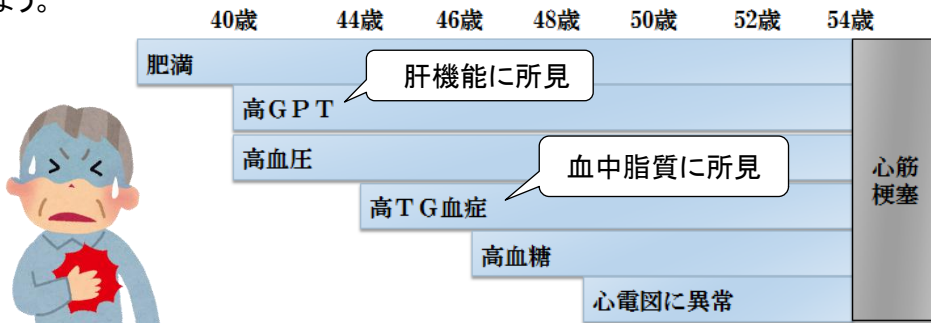 よう。
40歳 44歳 46歳 48歳 50歳 52歳 54歳
肥満
肝機能に所見
高GPT
高血圧
血中脂質に所見
高TG血症
高血糖
心電図に異常
心筋
梗塞